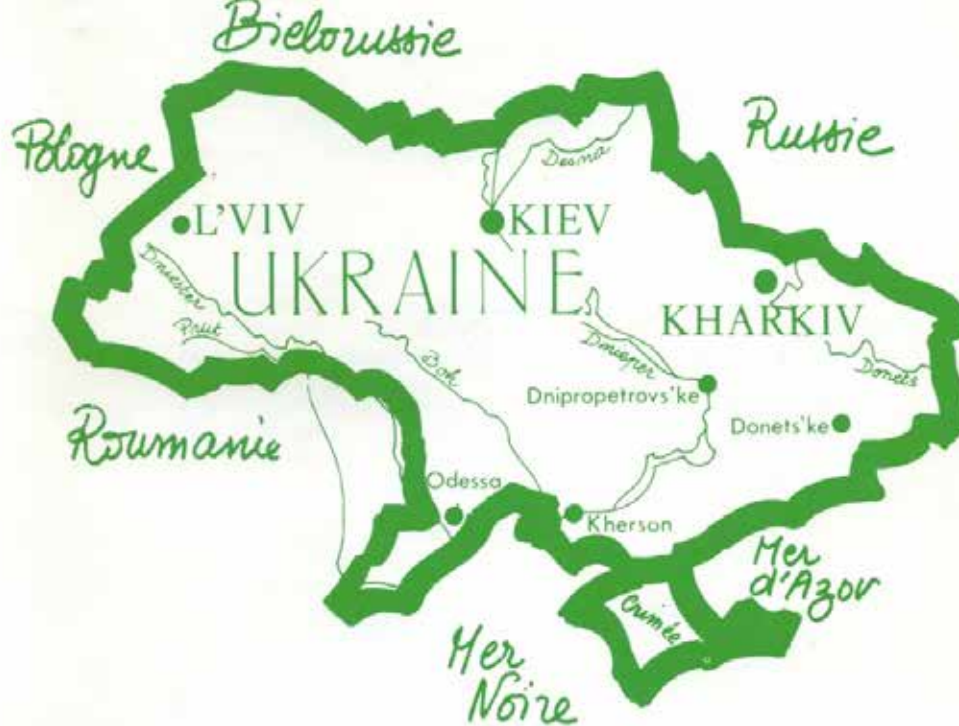 Bielorussie
Pologne
Russie
Desna
L'VIV
KIEV
UKRAINE
Dniester
Prut
KHARKIV
Boh
Dnieper
Donets
Dnipropetrovs'ke
Donets'ke
Roumanie
Odessa
Kherson
Mer
d'Azov
Crimée
Mer
Noire